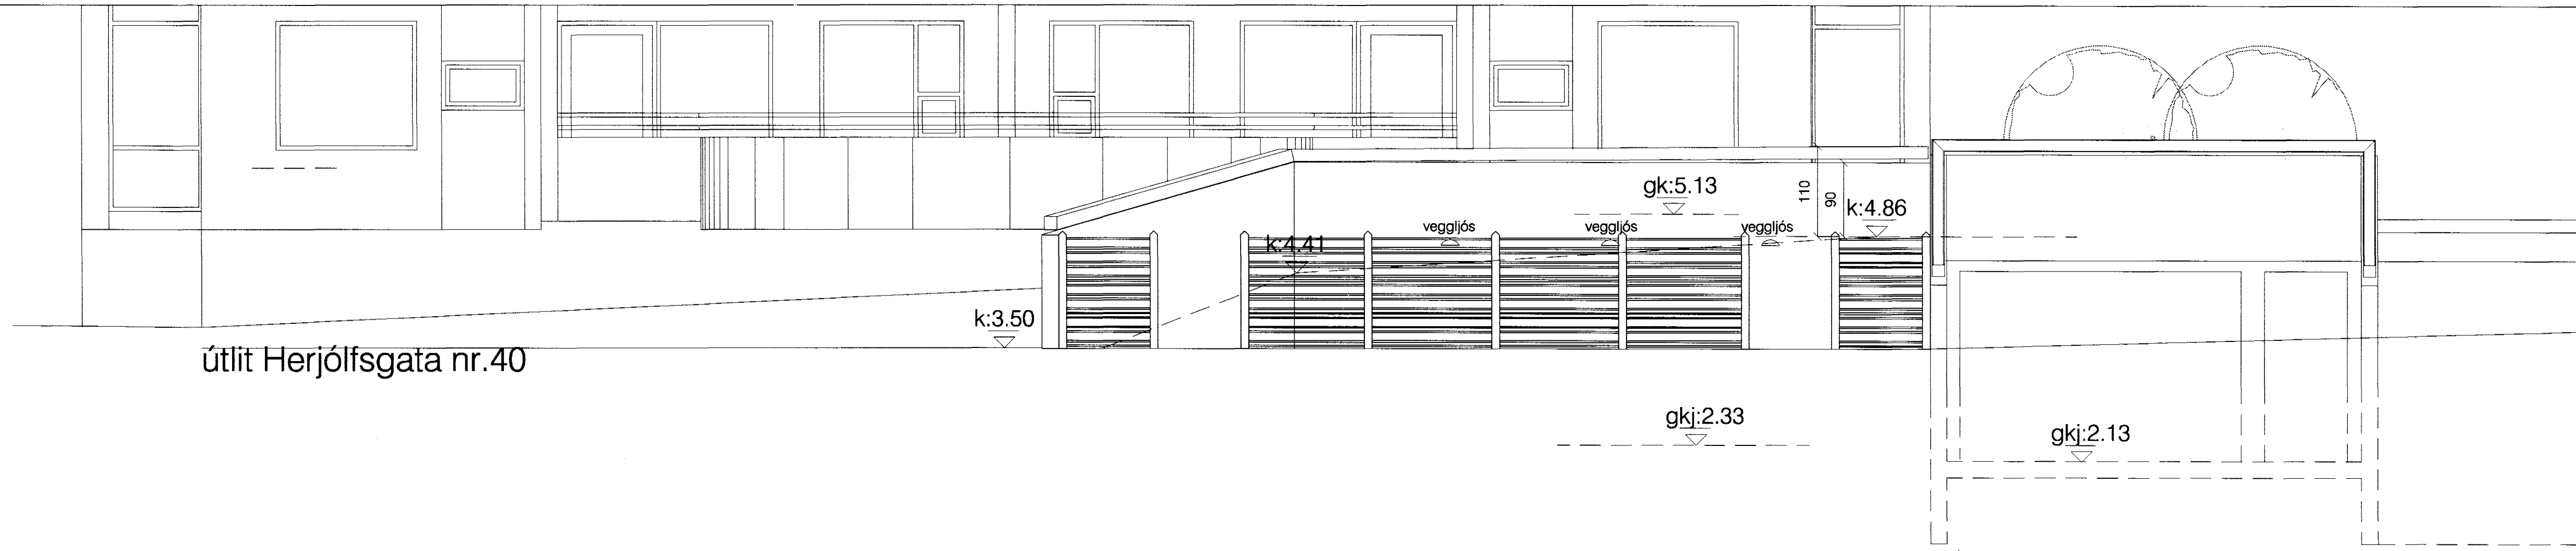 gk:5.13
110
90
k:4.86
veggljós
veggljós
veggljós
k:4.41
k:3.50
útlit Herjólfsgata nr.40
gkj:2.33
gkj:2.13